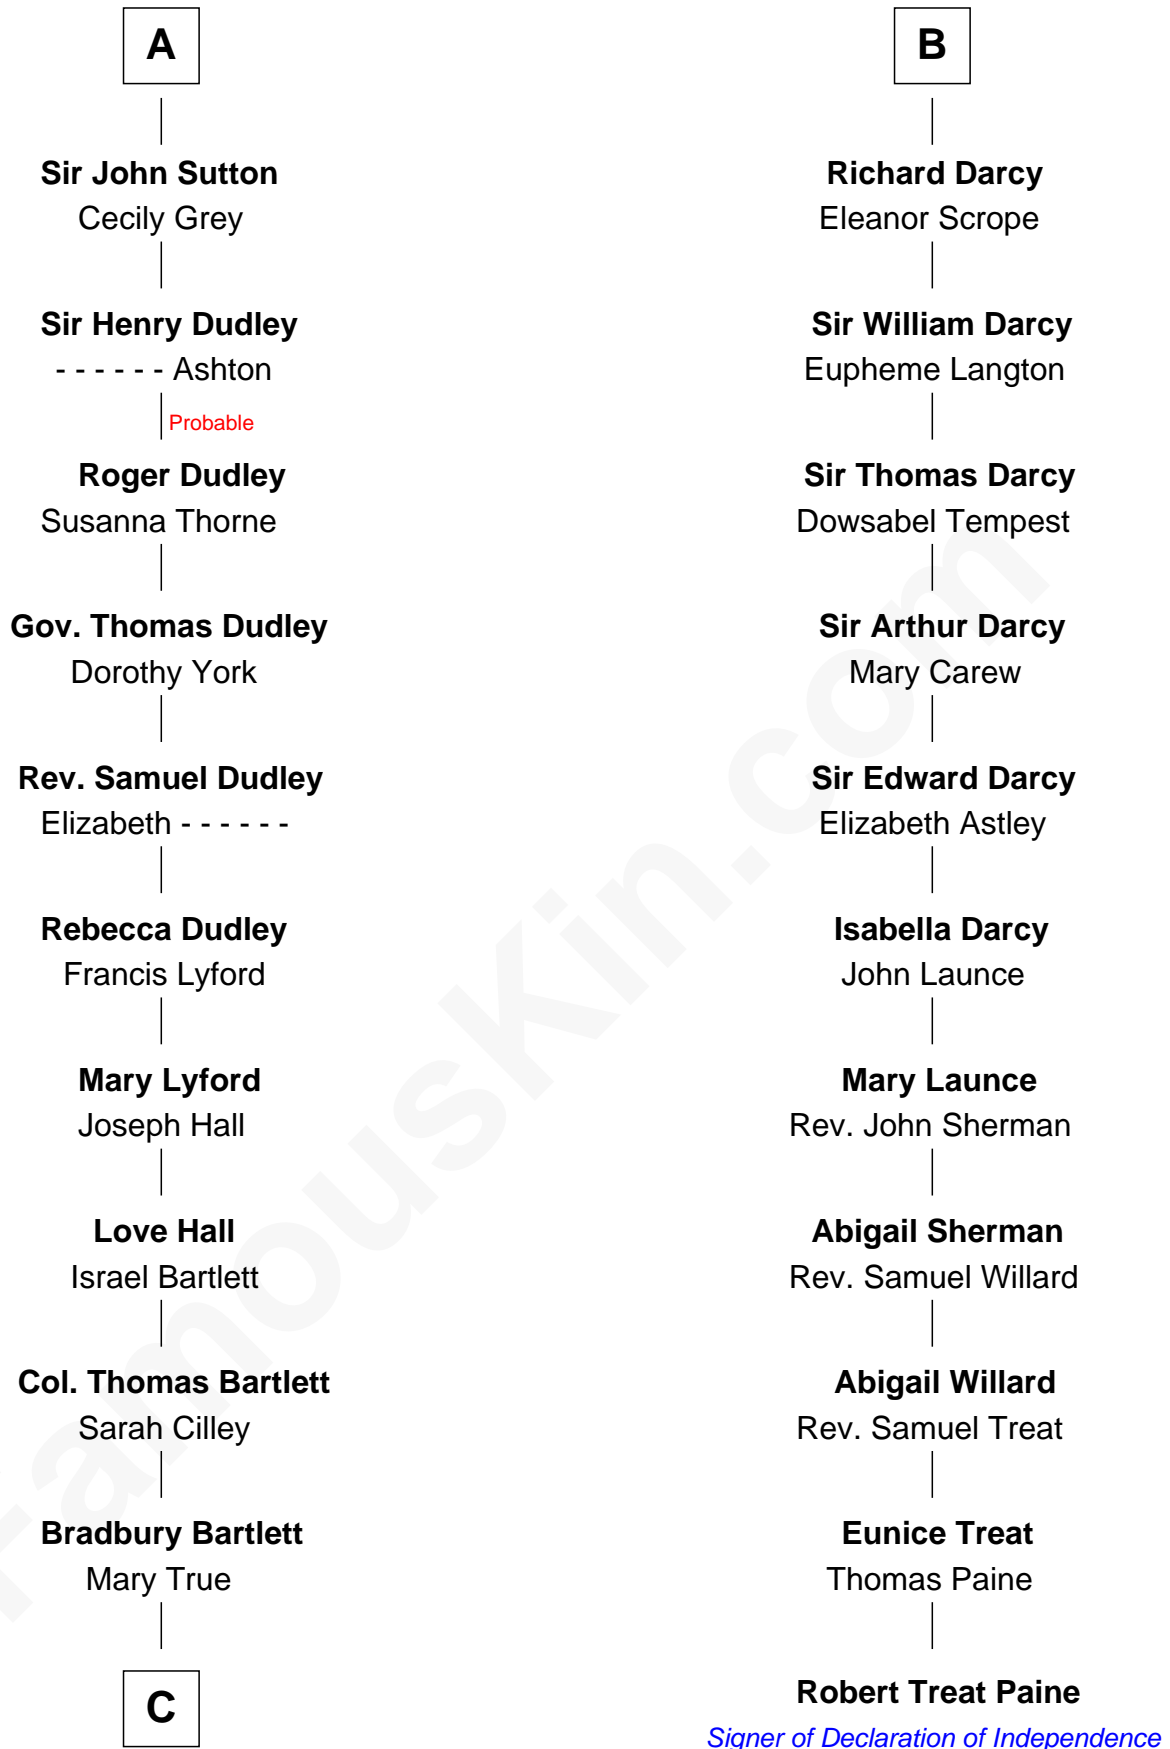 A
Sir John Sutton
Cecily Grey
Sir Henry Dudley
- - - - - - Ashton
Probable
Roger Dudley
Susanna Thorne
Gov. Thomas Dudley
Dorothy York
Rev. Samuel Dudley
Elizabeth - - - - - -
Rebecca Dudley
Francis Lyford
Mary Lyford
Joseph Hall
Love Hall
Israel Bartlett
Col. Thomas Bartlett
Sarah Cilley
Bradbury Bartlett
Mary True
C
B
Richard Darcy
Eleanor Scrope
Sir William Darcy
Eupheme Langton
Sir Thomas Darcy
Dowsabel Tempest
Sir Arthur Darcy
Mary Carew
Sir Edward Darcy
Elizabeth Astley
Isabella Darcy
John Launce
Mary Launce
Rev. John Sherman
Abigail Sherman
Rev. Samuel Willard
Abigail Willard
Rev. Samuel Treat
Eunice Treat
Thomas Paine
Robert Treat Paine
Signer of Declaration of Independence
FamousKin.com